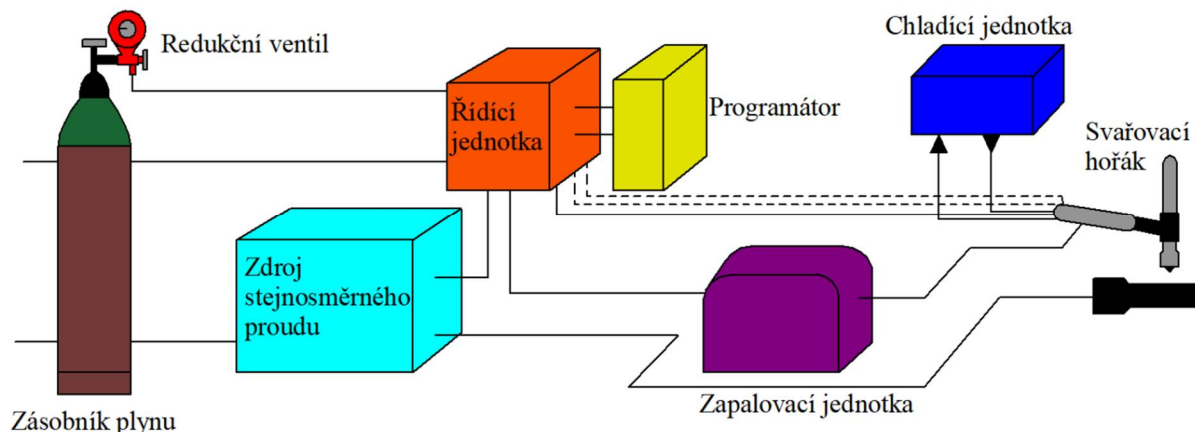 Redukční ventil
Řídící
jednotka
Programátor
Chladící jednotka
Svařovací
hořák
Zdroj
stejnosměrného
proudu
Zásobník plynu
Zapalovací jednotka